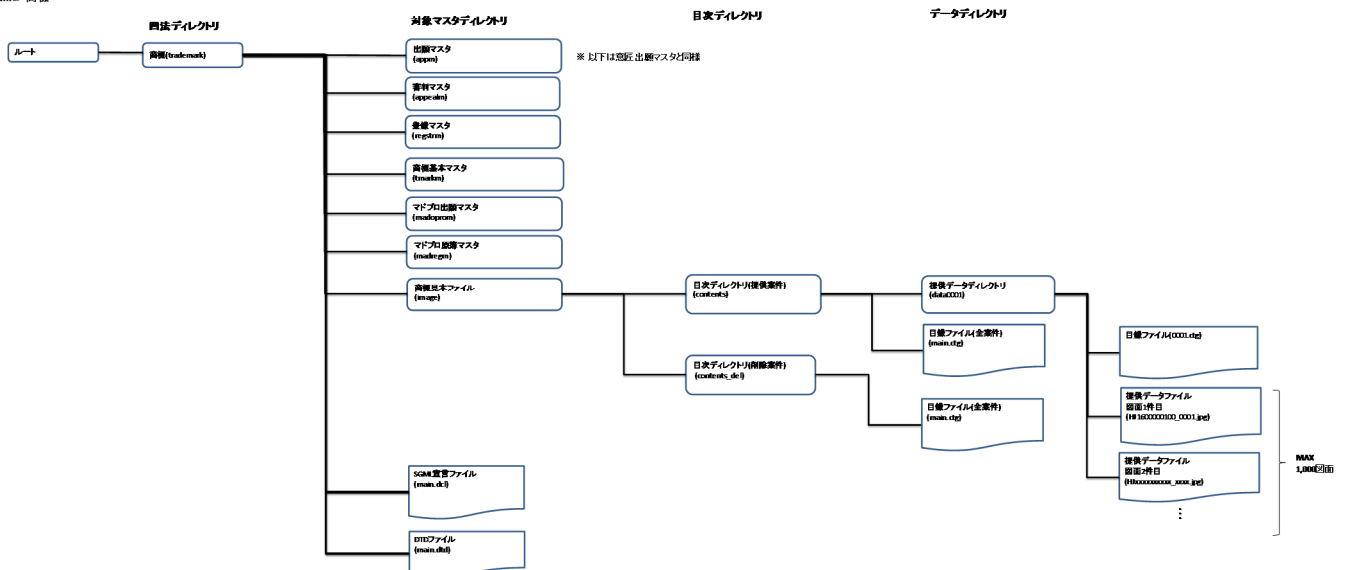 四法ディレクトリ
対象マスタディレクトリ
目次ディレクトリ
データディレクトリ
ルート
商標(trademark)
出願マスタ
(appm)
※ 以下は意匠 出願マスタと同様
審判マスタ
(appealm)
登録マスタ
(regstrm)
商標基本マスタ
(tmarkm)
マドプロ出願マスタ
(madoprom)
マドプロ原簿マスタ
(madregm)
商標見本ファイル
(image)
目次ディレクトリ(提供案件)
(contents)
提供データディレクトリ
(data0001)
目録ファイル(全案件)
(main.ctg)
目録ファイル(0001.ctg)
目次ディレクトリ(削除案件)
(contents_del)
目録ファイル(全案件)
(main.ctg)
提供データファイル
図面1件目
提供データファイル
図面2件目
MAX
1,000図面
SGML宣言ファイル
(main.dcl)
DTDファイル
(main.dtd)